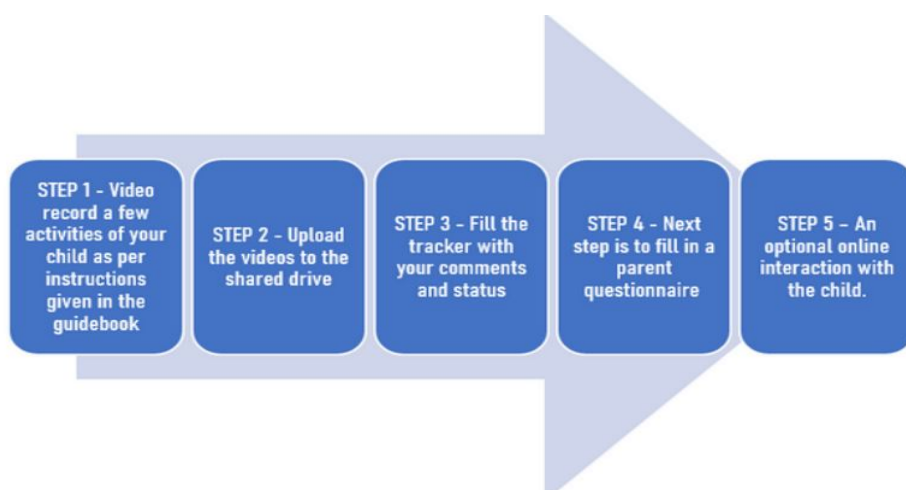 STEP 1 - Video
record a few
activities of your
child as per
instructions
given in the
guidebook
STEP 2 - Upload
the videos to the
shared drive
STEP 3 - Fill the
tracker with
your comments
and status
STEP 4 - Next
step is to fill in a
parent
questionnaire
STEP 5 - An
optional online
interaction with
the child.